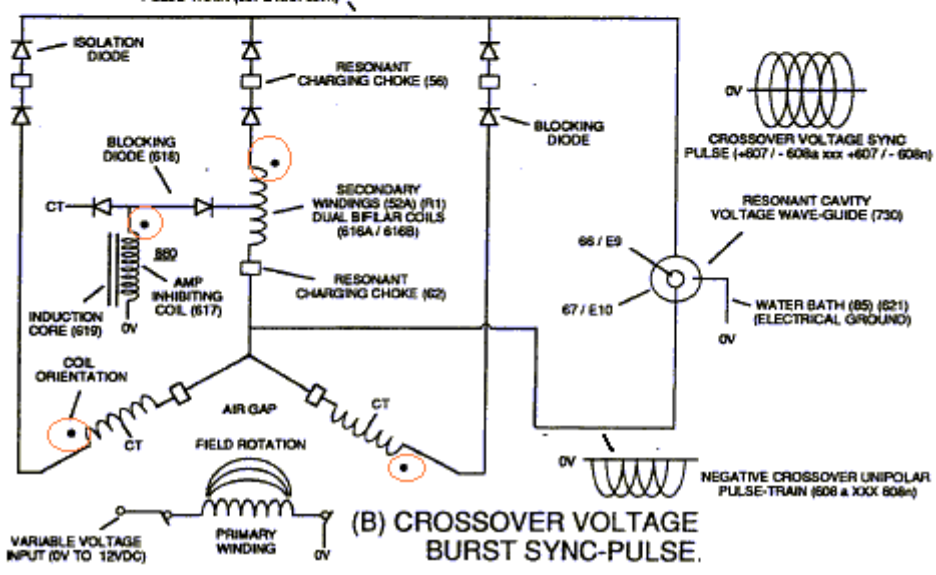 ISOLATION
DIODE
RESONANT
CHARGING CHOKE (56)
BLOCKING
DIODE
0V
CROSSOVER VOLTAGE SYNC
PULSE (+607 / - 608a xxx +607 / - 608n)
BLOCKING
DIODE (618)
CT
SECONDARY
WINDINGS (52A) (R1)
DUAL BIFILAR COILS
(616A / 616B)
RESONANT CAVITY
VOLTAGE WAVE-GUIDE (730)
66 / E9
67 / E10
660
AMP
INHIBITING
COIL (617)
INDUCTION
CORE (619)
0V
RESONANT
CHARGING CHOKE (62)
WATER BATH (85) (621)
(ELECTRICAL GROUND)
0V
COIL
ORIENTATION
CT
AIR GAP
CT
FIELD ROTATION
0V
NEGATIVE CROSSOVER UNIPOLAR
PULSE-TRAIN (608 a XXX 608n)
VARIABLE VOLTAGE
INPUT (0V TO 12VDC)
PRIMARY
WINDING
0V
(B) CROSSOVER VOLTAGE
BURST SYNC-PULSE.